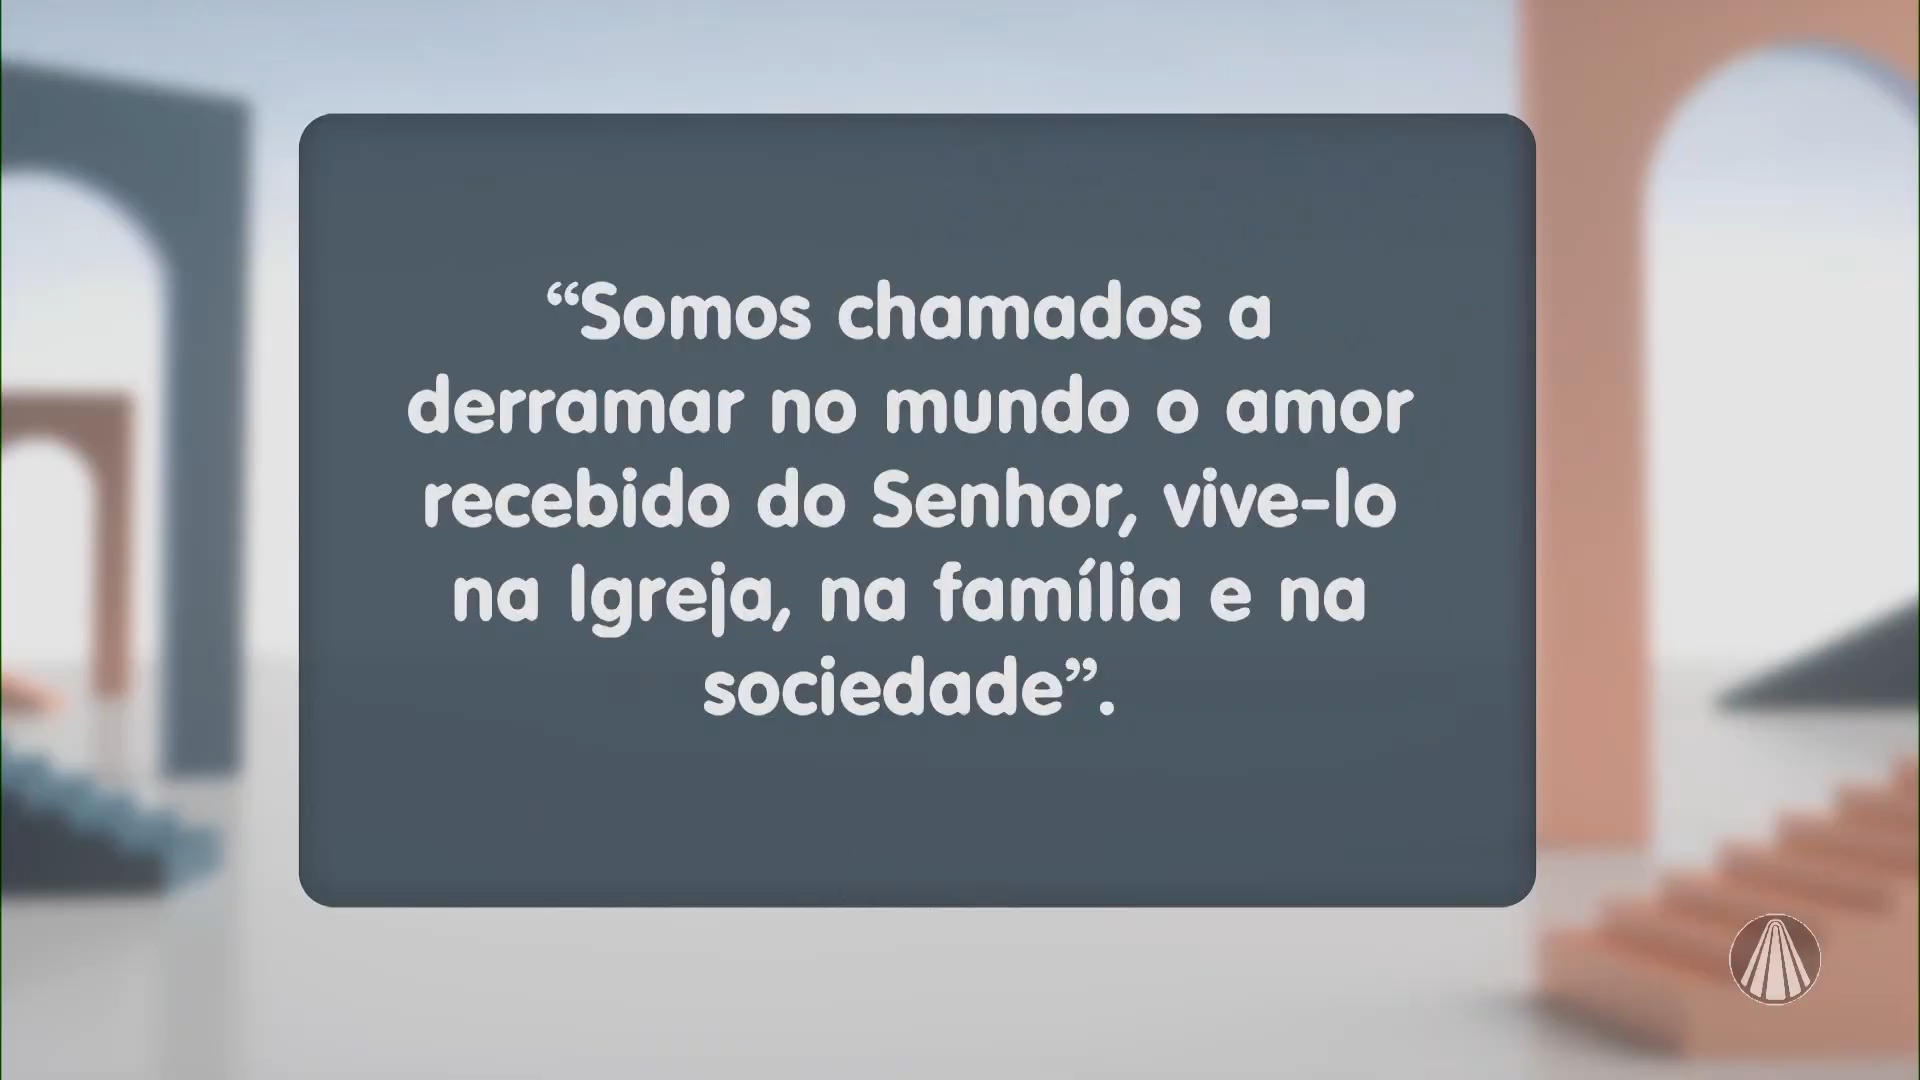 “Somos chamados a
derramar no mundo o amor
recebido do Senhor, vive-lo
na Igreja, na família e na
sociedade”.